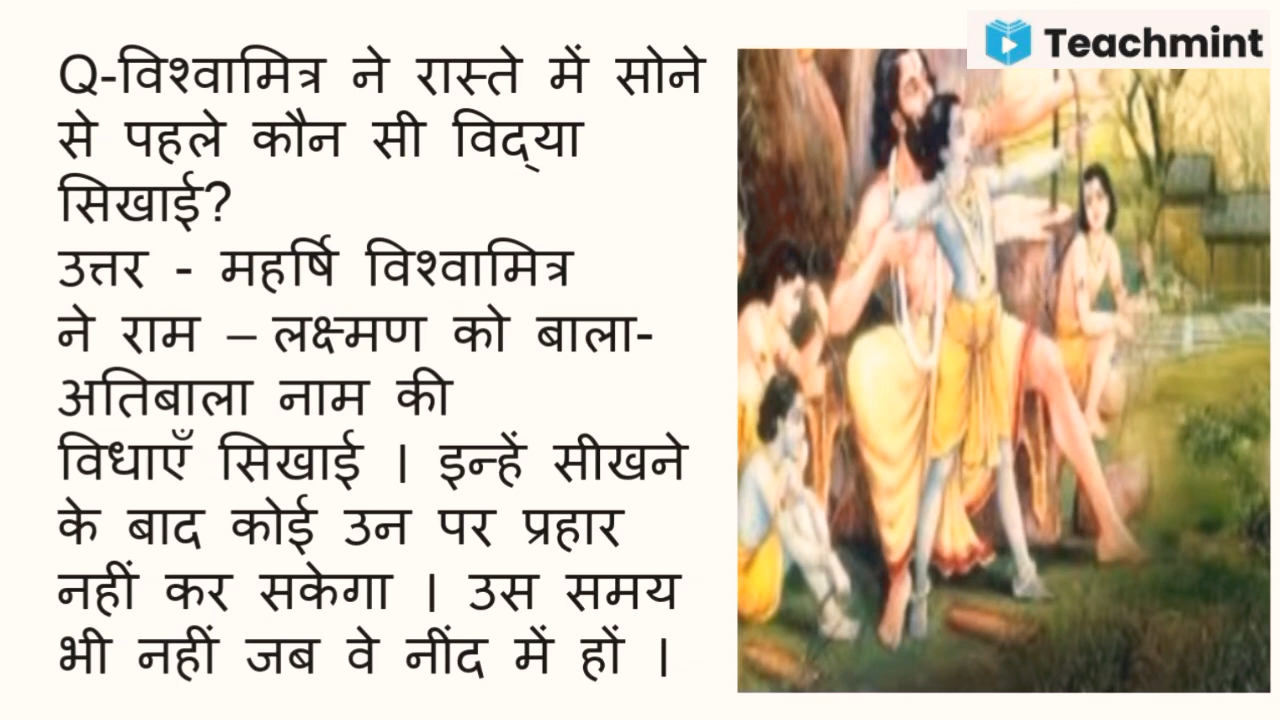 Teachmint
Q-विश्वामित्र ने रास्ते में सोने
से पहले कौन सी विद्‌या
सिखाई?
उत्तर - महर्षि विश्वामित्र
ने राम – लक्ष्मण को बाला-
अतिबाला नाम की
विधाएँ सिखाई । इन्हें सीखने
के बाद कोई उन पर प्रहार
नहीं कर सकेगा । उस समय
भी नहीं जब वे नींद में हों ।